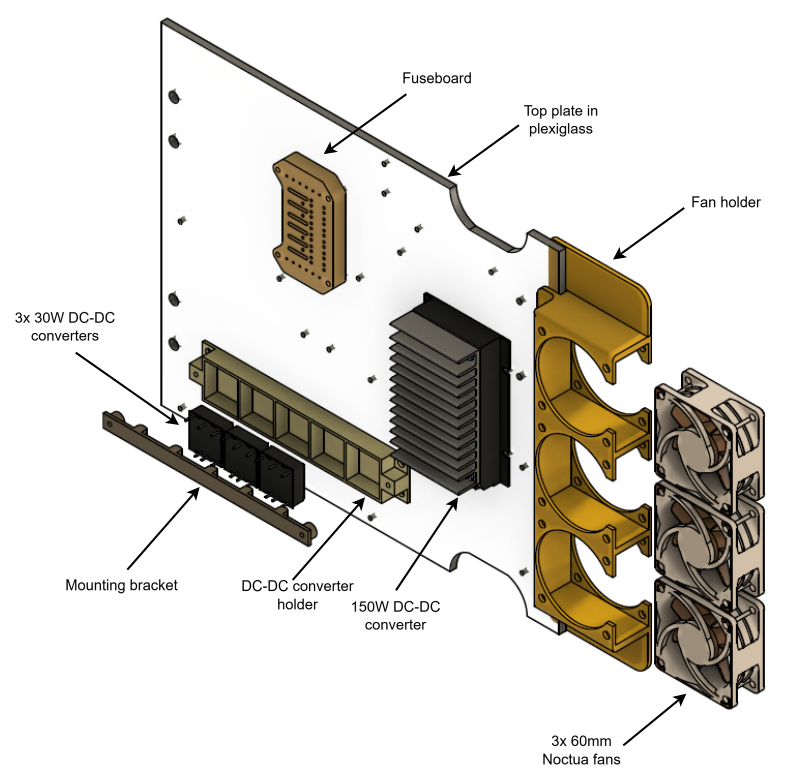 Fuseboard
Top plate in
plexiglass
Fan holder
3x 30W DC-DC
converters
Mounting bracket
DC-DC converter
holder
150W DC-DC
converter
3x 60mm
Noctua fans